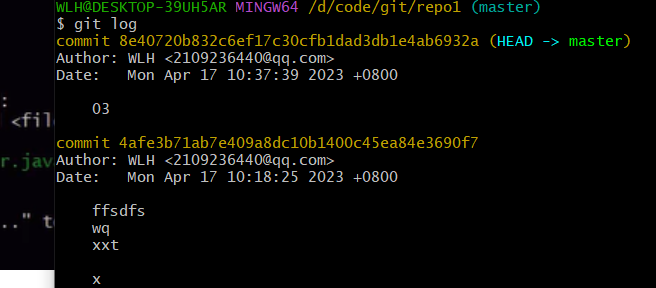 WLH@DESKTOP-39UH5AR MINGW64 /d/code/git/repo1 (master)
$ git log
commit 8e40720b832c6ef17c30cfb1dad3db1e4ab6932a (HEAD -> master)
Author: WLH <2109236440@qq.com>
Date:   Mon Apr 17 10:37:39 2023 +0800
03
commit 4afe3b71ab7e409a8dc10b1400c45ea84e3690f7
Author: WLH <2109236440@qq.com>
Date:   Mon Apr 17 10:18:25 2023 +0800
ffsdfs
wq
xxt
x
:
<fil
r.jav
.." t